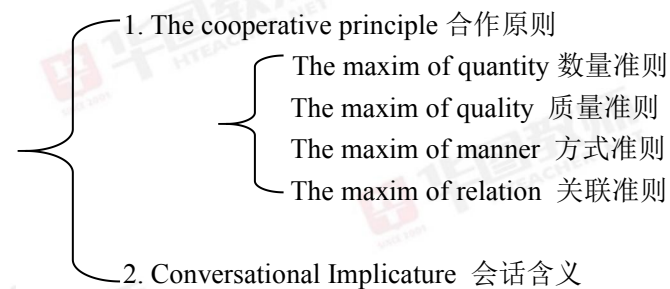 1. The cooperative principle 合作原则
The maxim of quantity 数量准则
The maxim of quality 质量准则
The maxim of manner 方式准则
The maxim of relation 关联准则
2. Conversational Implicature 会话含义